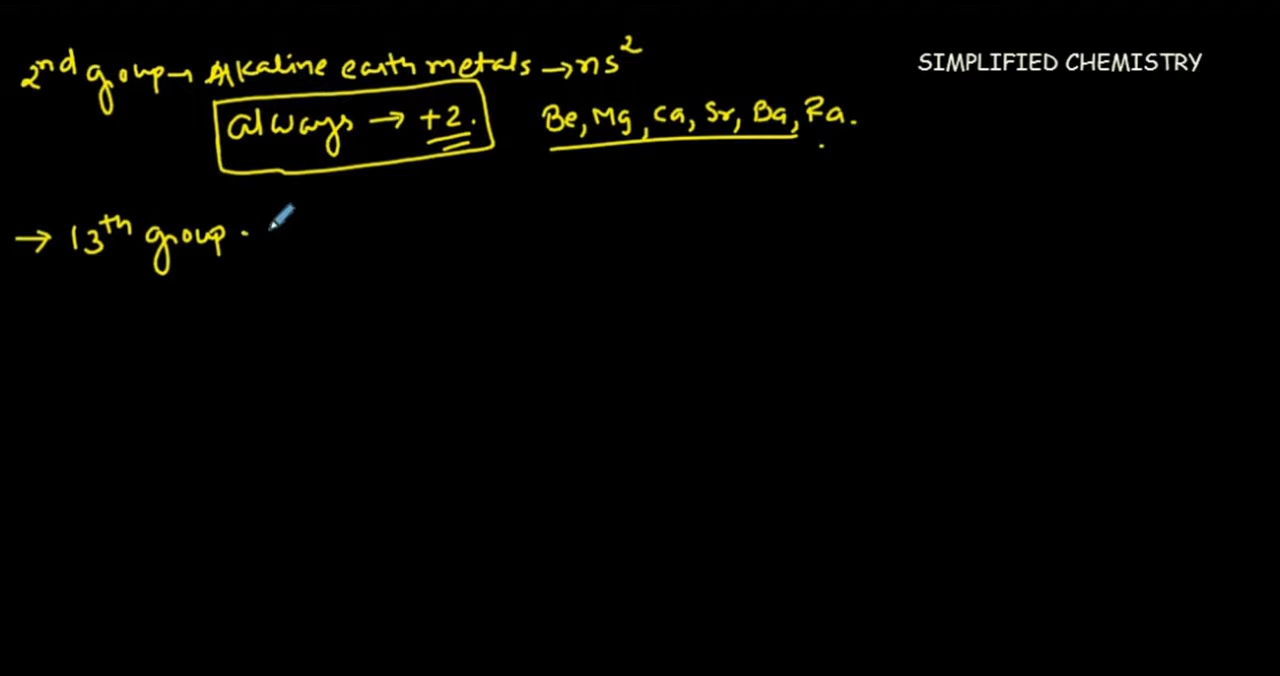 2nd group → Alkaline earth metals → ns2
SIMPLIFIED CHEMISTRY
always → +2.
Be, Mg, Ca, Sr, Ba, Ra.
→ 13th group.